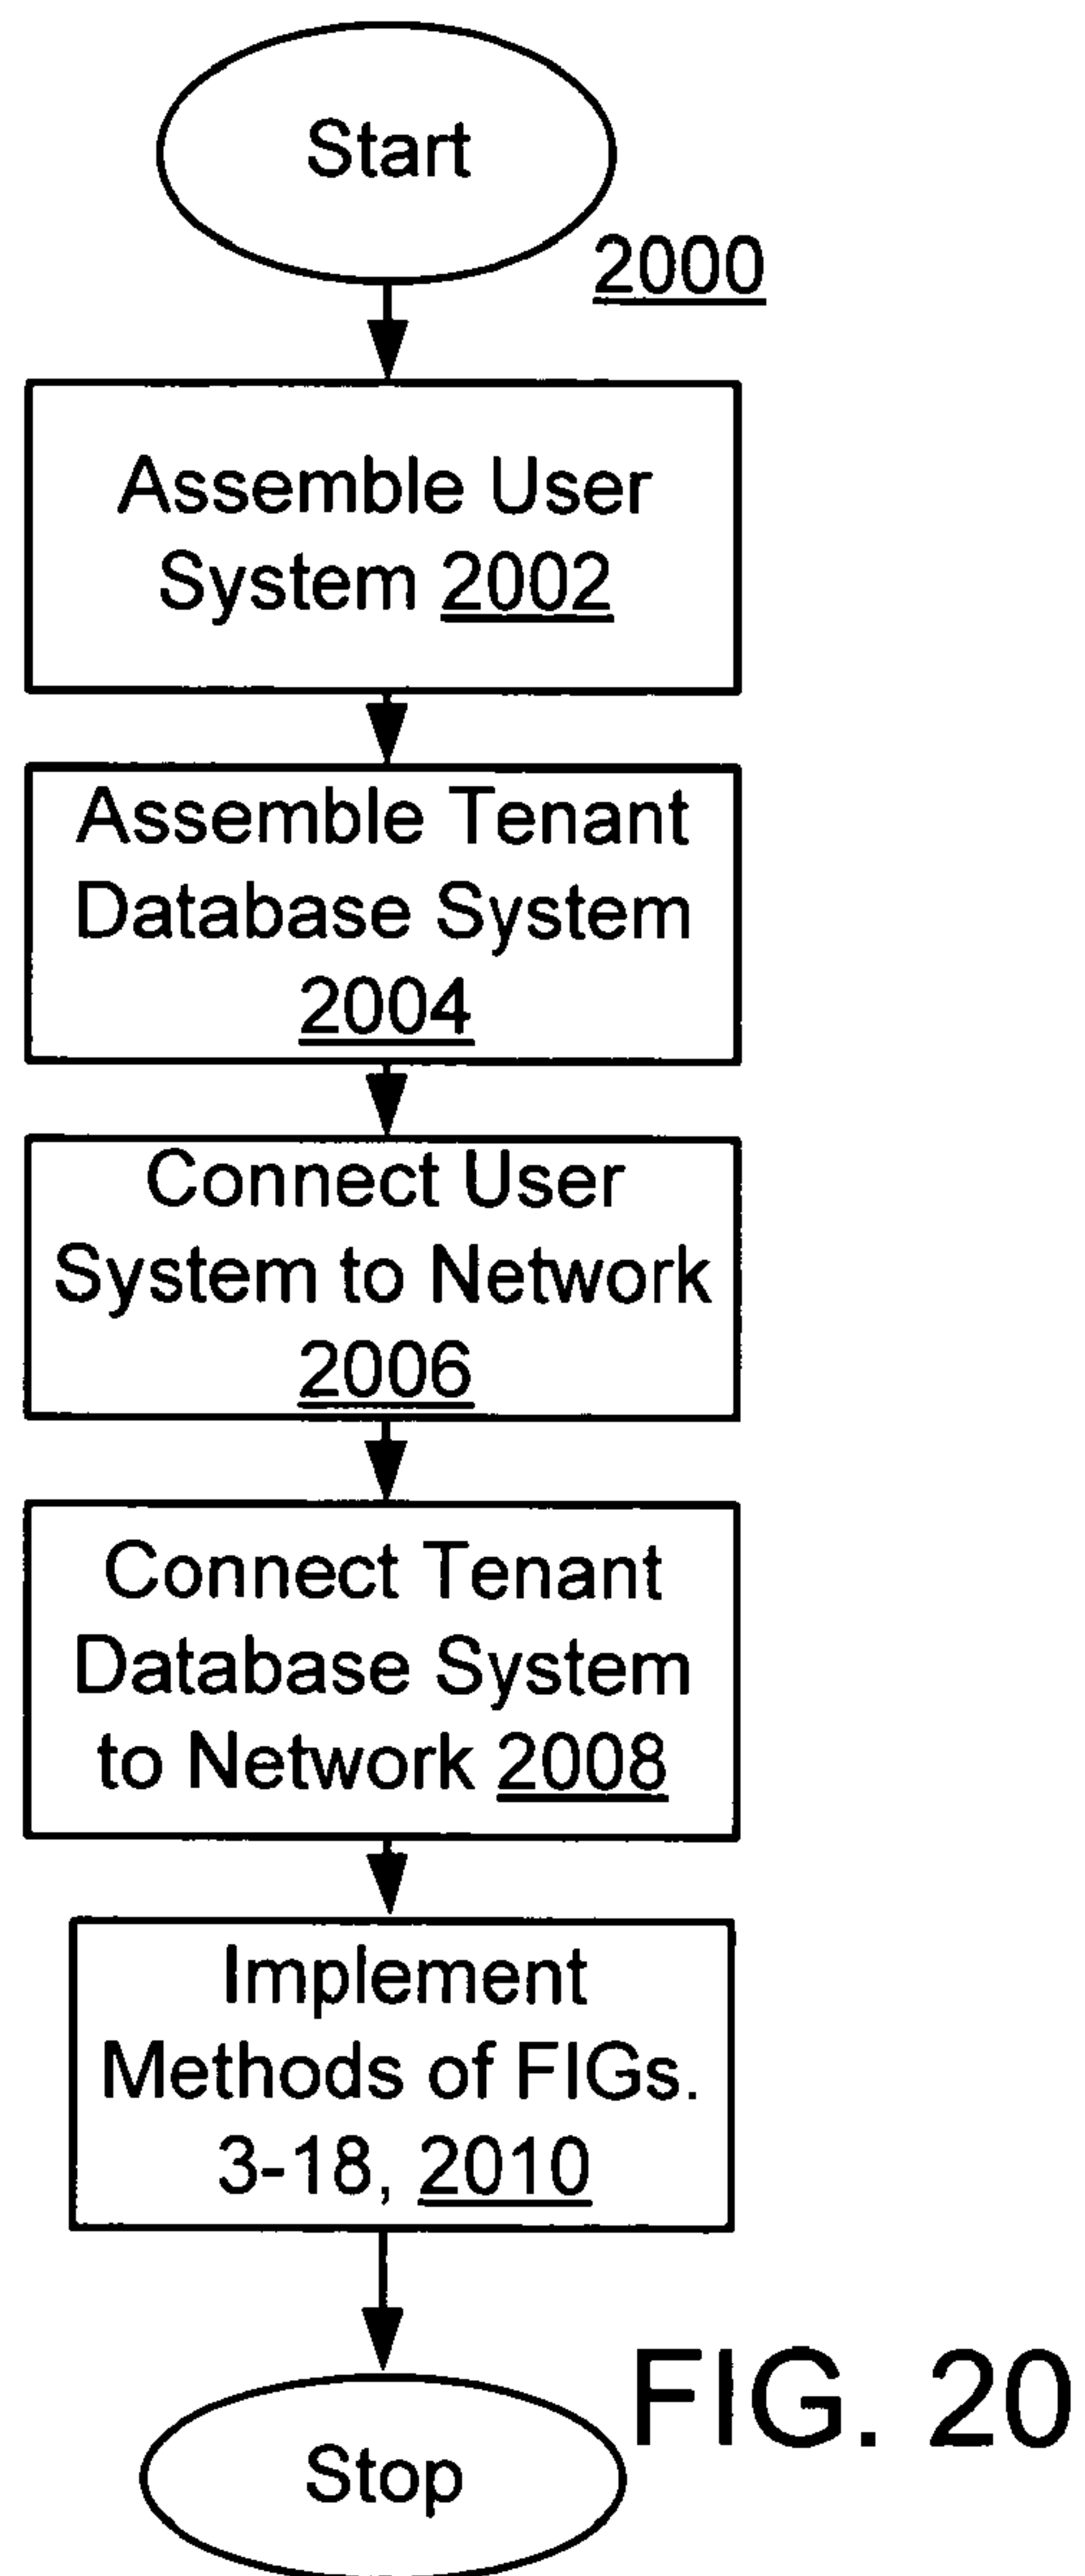 Start
2000
Assemble User
System 2002
Assemble Tenant
Database System
2004
Connect User
System to Network
2006
Connect Tenant
Database System
to Network 2008
Implement
Methods of FIGs.
3-18, 2010
FIG. 20
Stop